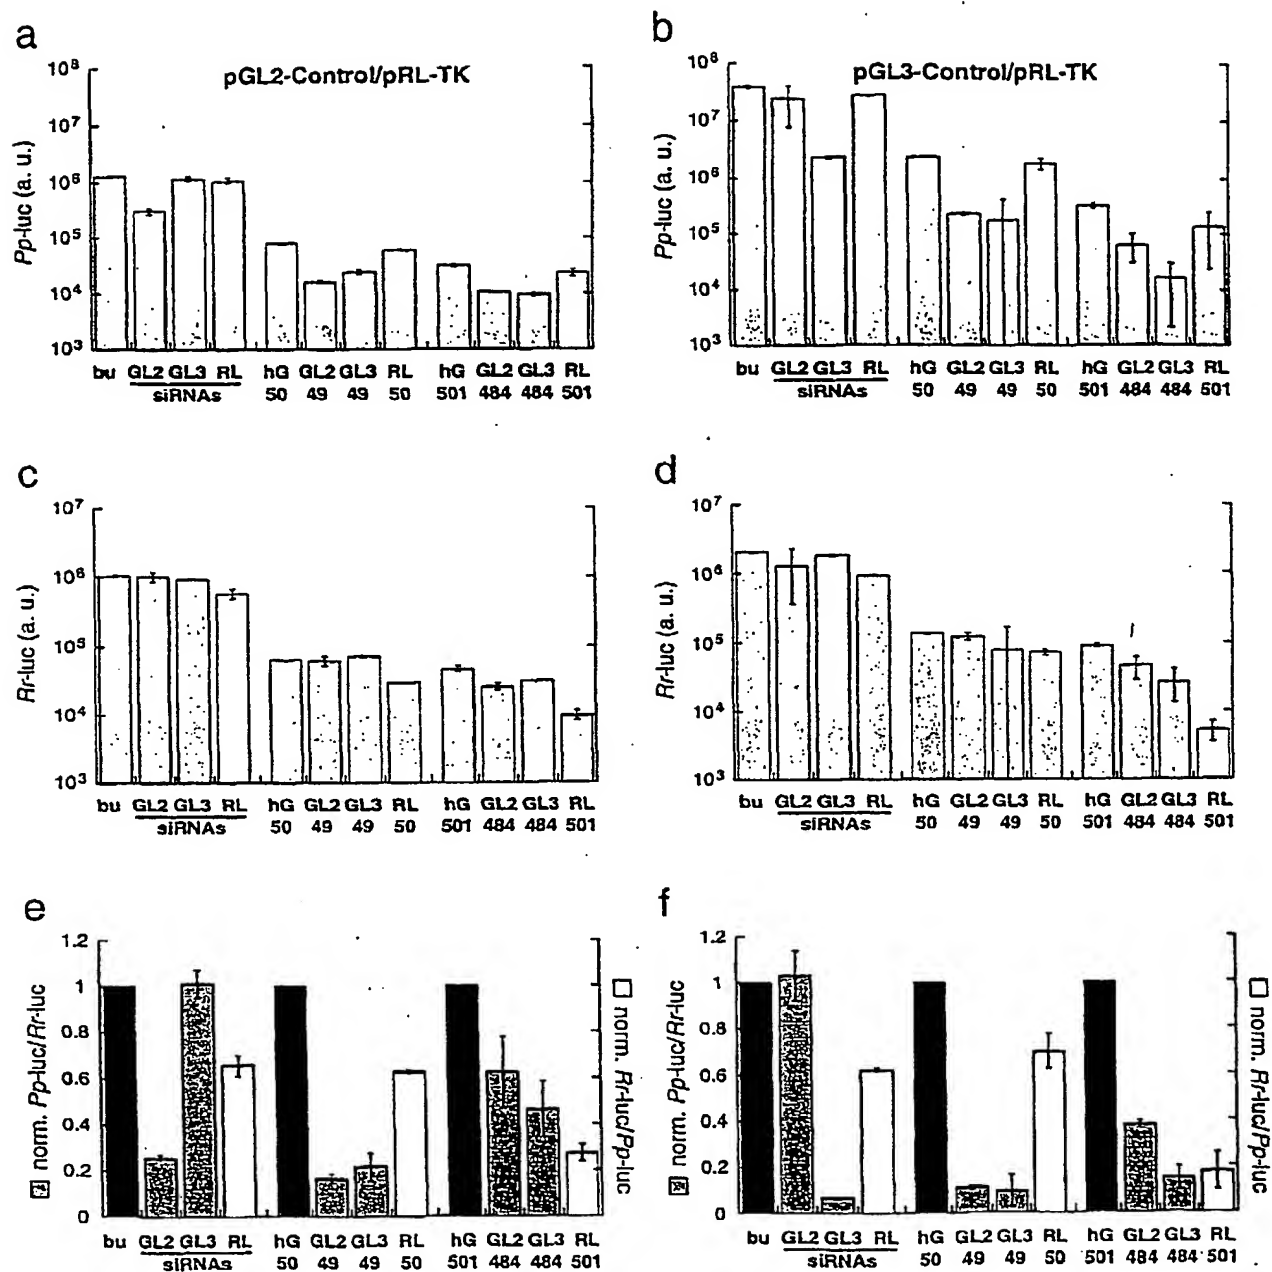 a
pGL2-Control/pRL-TK
Pp-luc (a. u.)
10⁸
10⁷
10⁶
10⁵
10⁴
10³
bu GL2 GL3 RL hG GL2 GL3 RL hG GL2 GL3 RL
siRNAs 50 49 49 50 501 484 484 501
b
pGL3-Control/pRL-TK
Pp-luc (a. u.)
10⁸
10⁷
10⁶
10⁵
10⁴
10³
bu GL2 GL3 RL hG GL2 GL3 RL hG GL2 GL3 RL
siRNAs 50 49 49 50 501 484 484 501
c
Rr-luc (a. u.)
10⁷
10⁶
10⁵
10⁴
10³
bu GL2 GL3 RL hG GL2 GL3 RL hG GL2 GL3 RL
siRNAs 50 49 49 50 501 484 484 501
d
Rr-luc (a. u.)
10⁷
10⁶
10⁵
10⁴
10³
bu GL2 GL3 RL hG GL2 GL3 RL hG GL2 GL3 RL
siRNAs 50 49 49 50 501 484 484 501
e
norm. Pp-luc/Rr-luc
1.2
1
0.8
0.6
0.4
0.2
0
norm. Rr-luc/Pp-luc
bu GL2 GL3 RL hG GL2 GL3 RL hG GL2 GL3 RL
siRNAs 50 49 49 50 501 484 484 501
f
norm. Pp-luc/Rr-luc
1.2
1
0.8
0.6
0.4
0.2
0
norm. Rr-luc/Pp-luc
bu GL2 GL3 RL hG GL2 GL3 RL hG GL2 GL3 RL
siRNAs 50 49 49 50 501 484 484 501